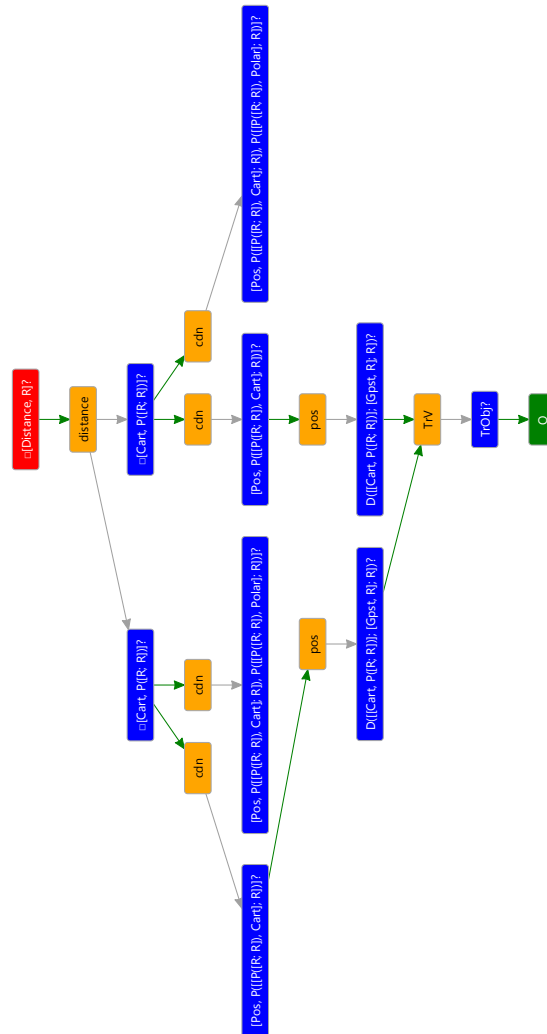 □[Distance, R]?
distance
□[Cart, P([R; R])]?
□[Cart, P([R; R])]?
cdn
cdn
cdn
cdn
[Pos, P([[P([R; R]), Cart]; R])]?
[Pos, P([[P([R; R]), Cart]; R]), P([[P([R; R]), Polar]; R])]?
[Pos, P([[P([R; R]), Cart]; R])]?
[Pos, P([[P([R; R]), Cart]; R]), P([[P([R; R]), Polar]; R])]?
pos
pos
D([[Cart, P([R; R])]; [Gpst, R]; R])?
D([[Cart, P([R; R])]; [Gpst, R]; R])?
TrV
TrObj?
O